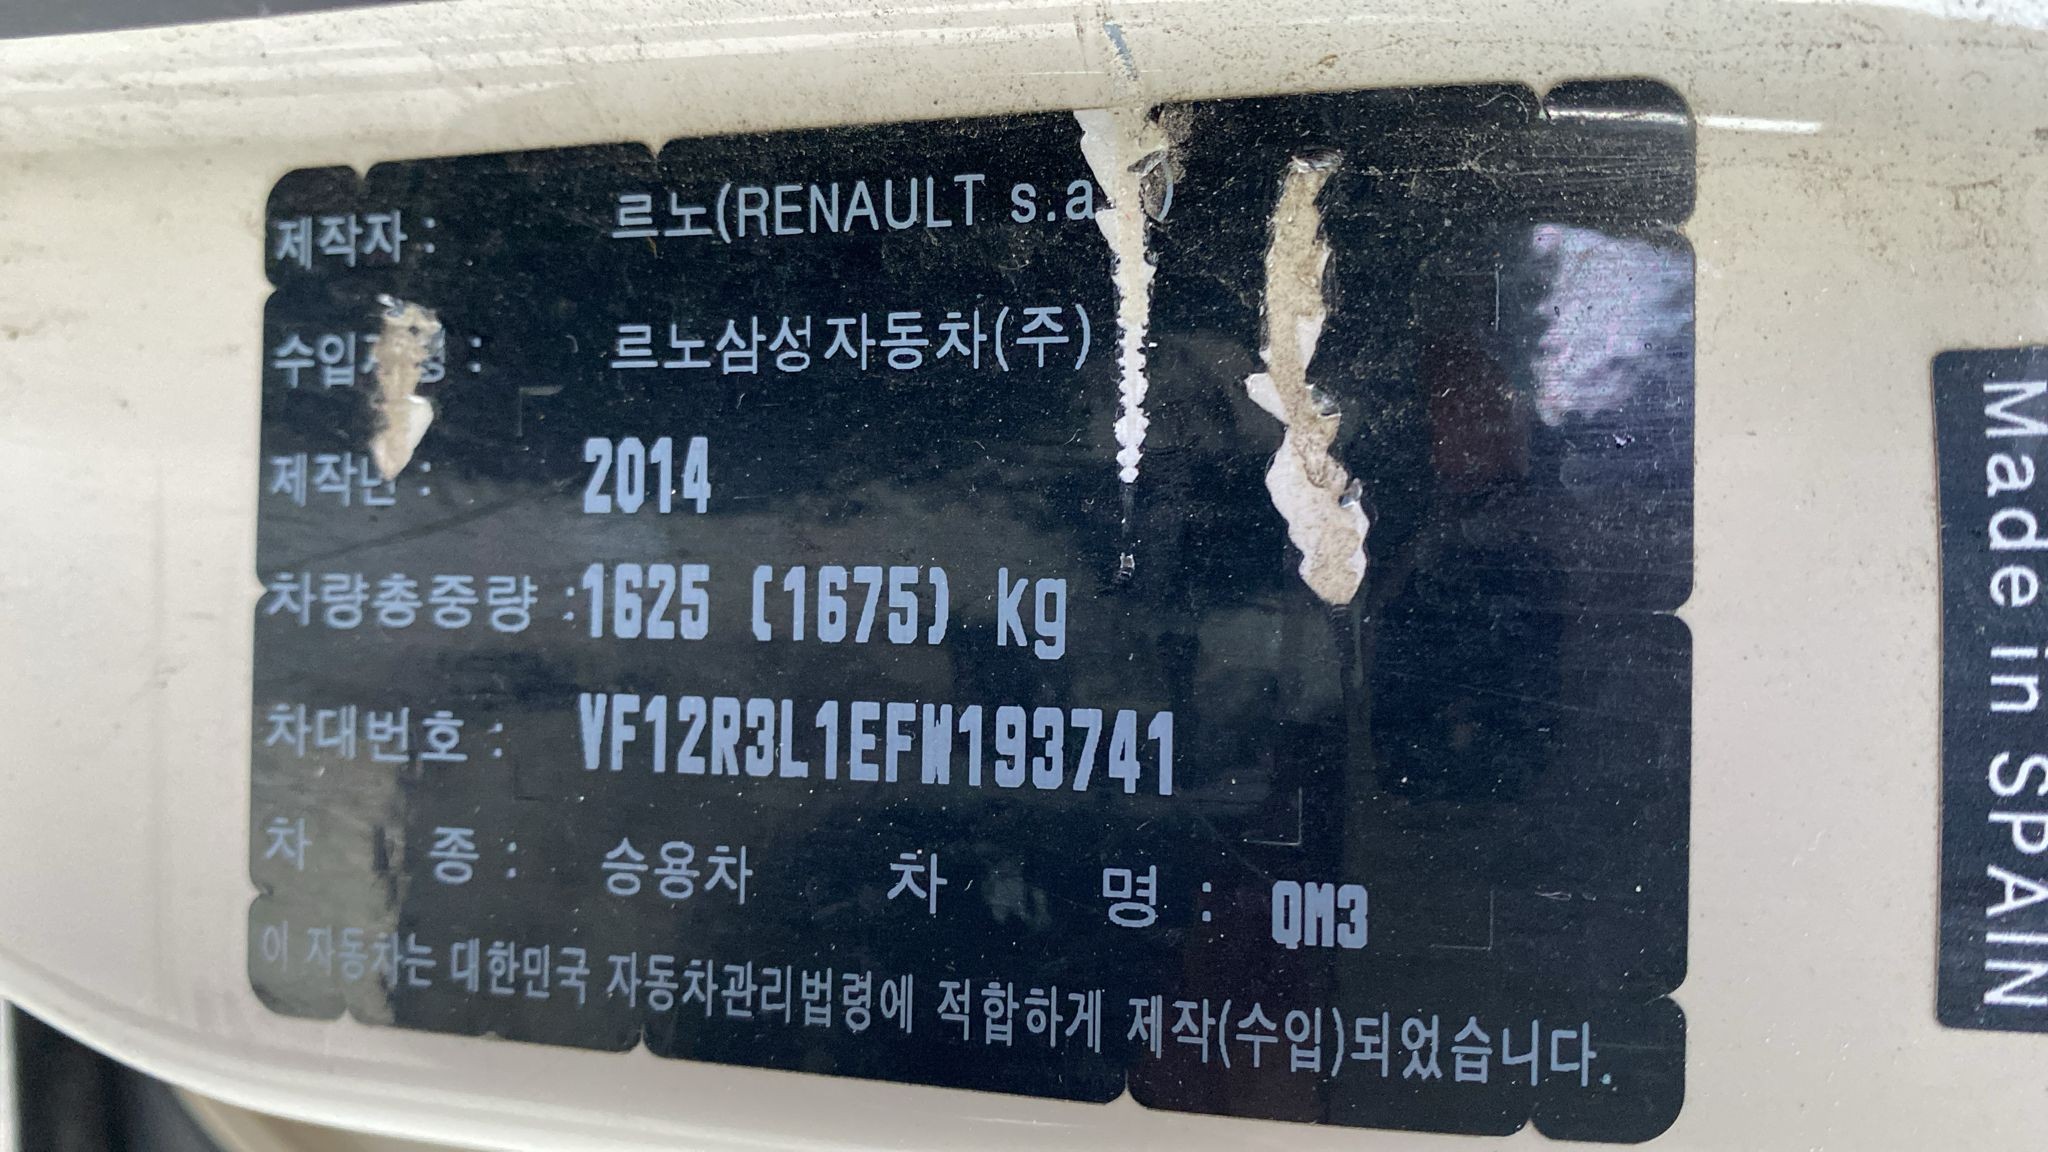 제작자 : 르노(RENAULT s.a
수입 : 르노삼성자동차(주)
제작년 : 2014
차량총중량 :1625 (1675) kg
차대번호 : VF12R3L1EFW193741
차 종 : 승용차 차 명 : QM3
이 자동차는 대한민국 자동차관리법령에 적합하게 제작(수입)되었습니다.
Made in SPAIN